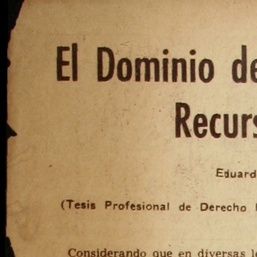 El Dominio de
Recurs
Eduard
(Tesis Profesional de Derecho
Considerando que en diversas l